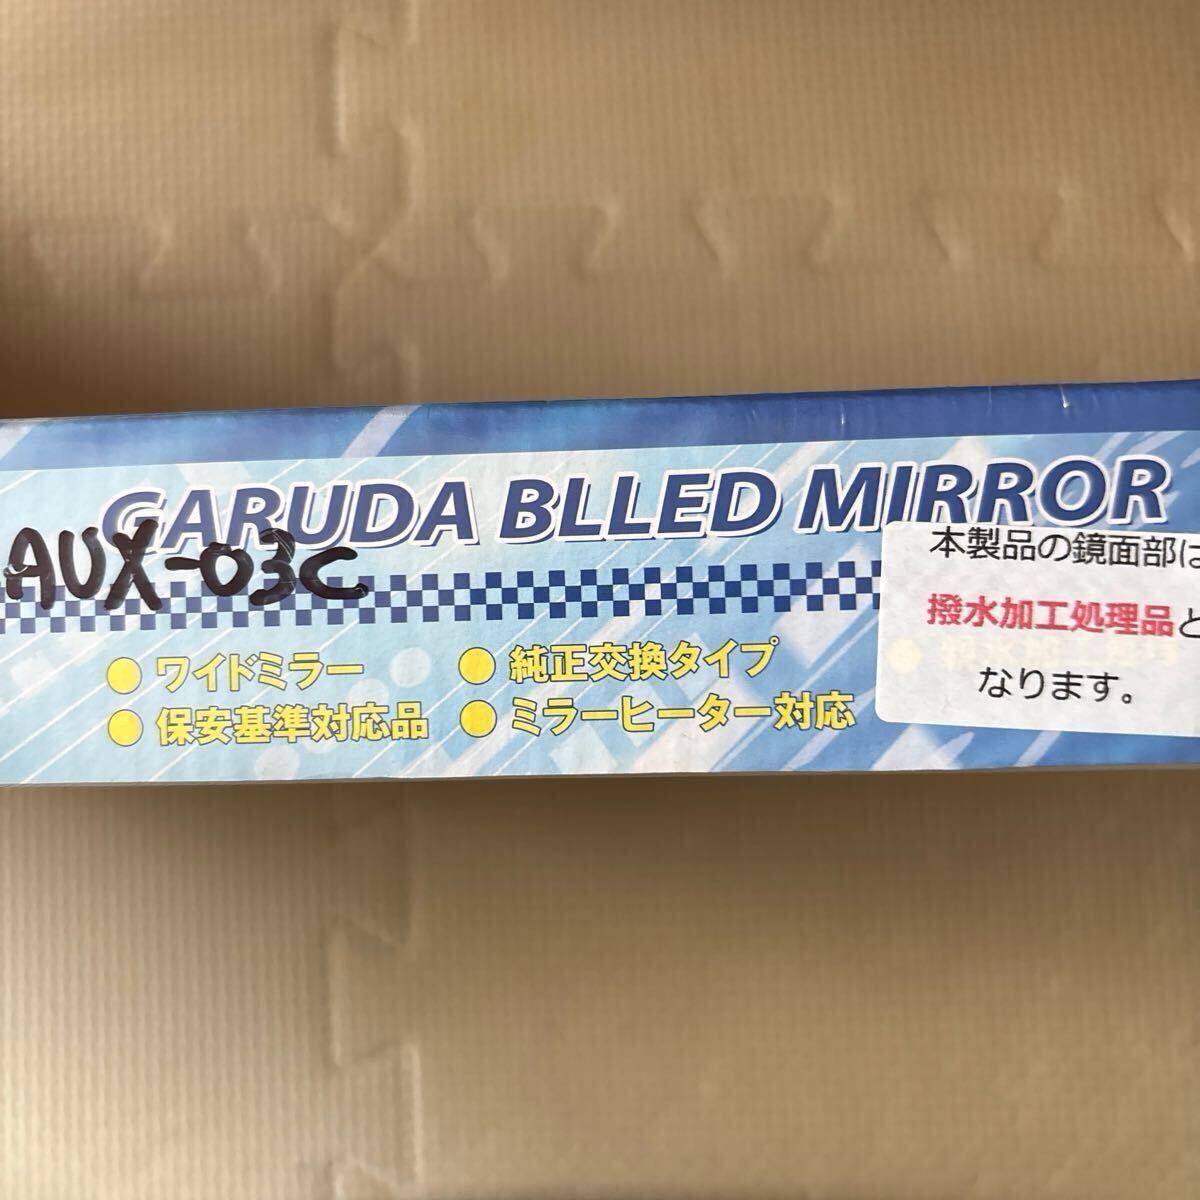 GARUDA BLLED MIRROR
AUX-03C
● ワイドミラー
● 保安基準対応品
● 純正交換タイプ
● ミラーヒーター対応
本製品の鏡面部は
撥水加工処理品と
なります。